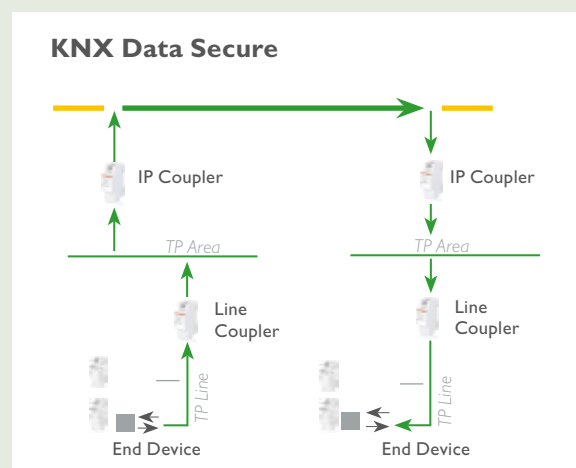 KNX Data Secure
IP Coupler
IP Coupler
TP Area
TP Area
Line
Coupler
Line
Coupler
TP Line
TP Line
End Device
End Device